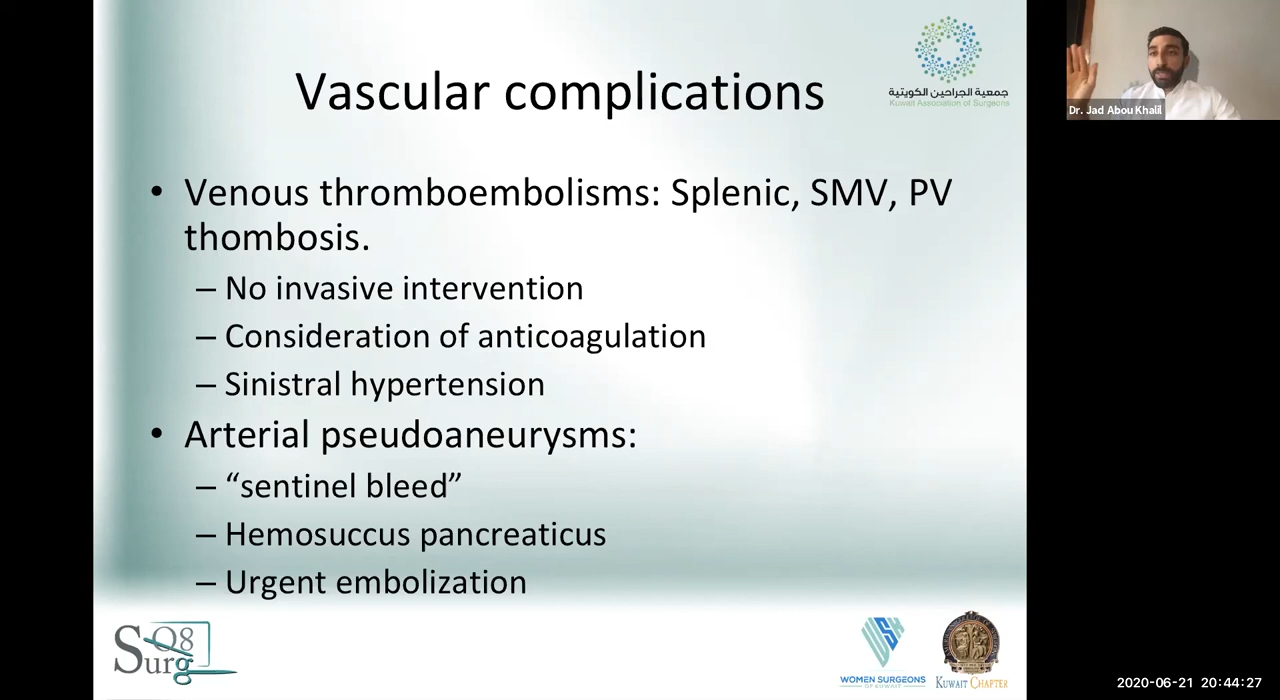 Vascular complications
جمعية الجراحين الكويتية
Kuwait Association of Surgeons
Dr. Jad Abou Khalil
• Venous thromboembolisms: Splenic, SMV, PV
thombosis.
– No invasive intervention
– Consideration of anticoagulation
– Sinistral hypertension
• Arterial pseudoaneurysms:
– “sentinel bleed”
– Hemosuccus pancreaticus
– Urgent embolization
Q8
Surg
WOMEN SURGEONS
OF KUWAIT
KUWAIT CHAPTER
2020-06-21 20:44:27